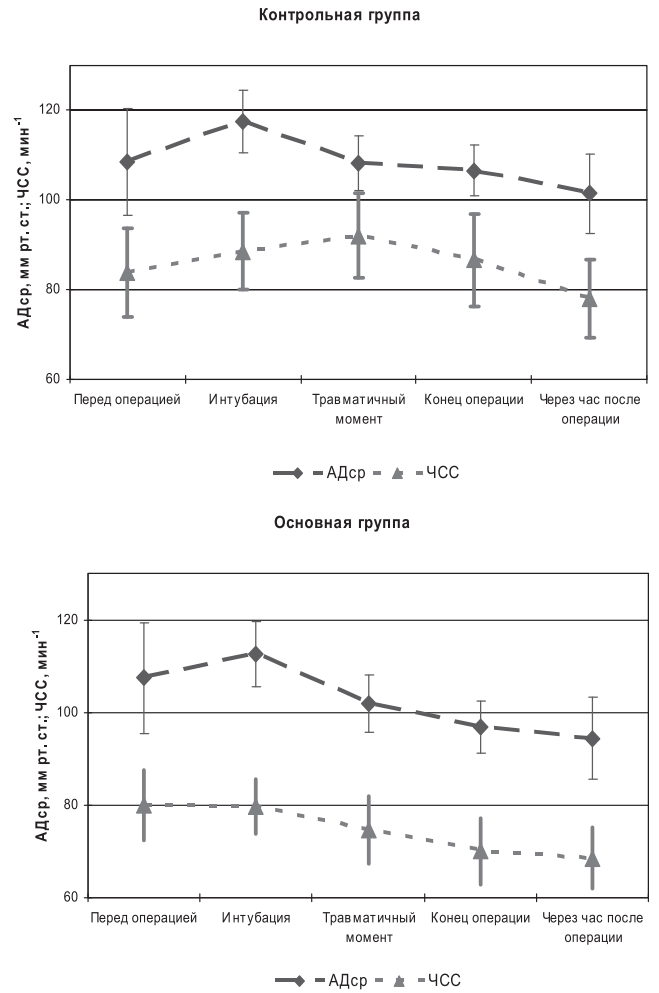 Контрольная группа
АДср, мм рт. ст.; ЧСС, мин-1
120
100
80
60
Перед операцией
Интубация
Травматичный
момент
Конец операции
Через час после
операции
АДср
ЧСС
Основная группа
АДср, мм рт. ст.; ЧСС, мин-1
120
100
80
60
Перед операцией
Интубация
Травматичный
момент
Конец операции
Через час после
операции
АДср
ЧСС